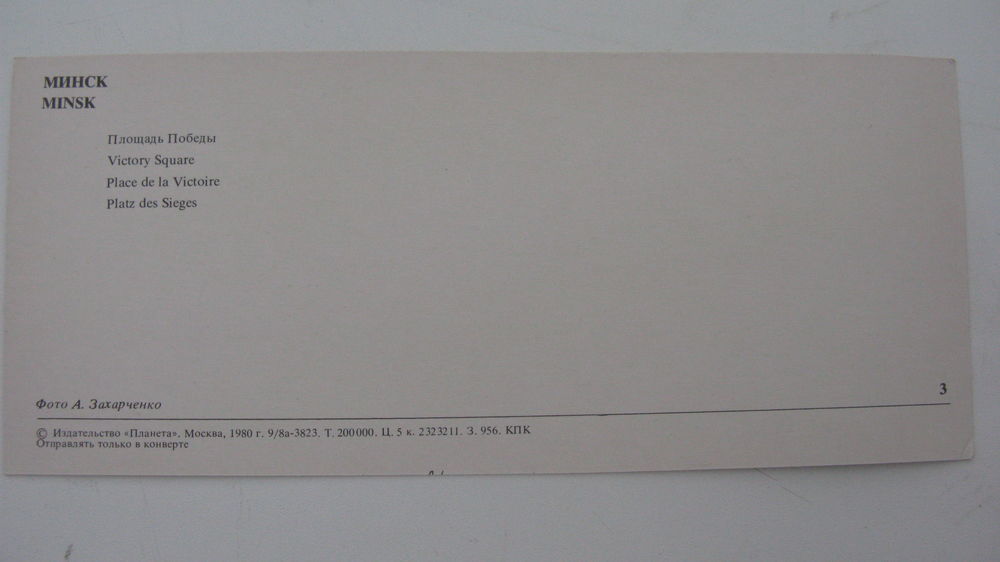 МИНСК
MINSK
Площадь Победы
Victory Square
Place de la Victoire
Platz des Sieges
3
Фото А. Захарченко
© Издательство «Планета». Москва, 1980 г. 9/8а-3823. Т. 200000. Ц. 5 к. 2323211. З. 956. КПК
Отправлять только в конверте